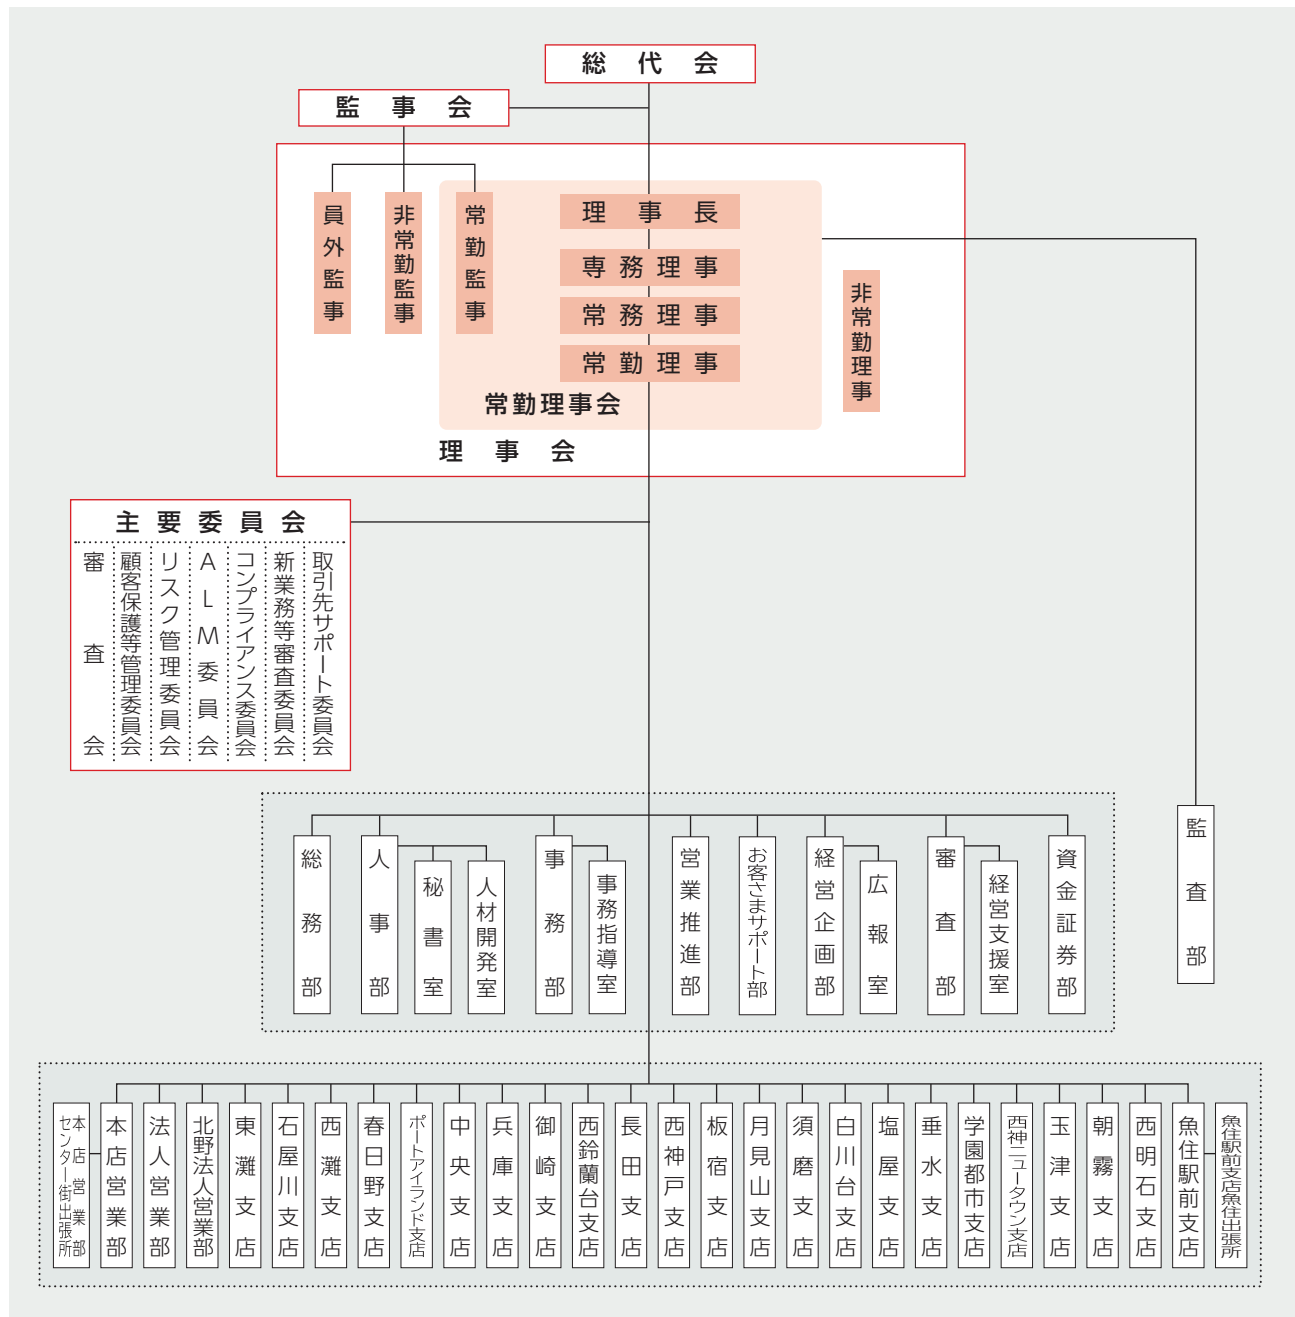 総代会
監事会
員外監事
非常勤監事
常勤監事
理事長
専務理事
常務理事
常勤理事
非常勤理事
常勤理事会
理事会
主要委員会
審査会
顧客保護等管理委員会
リスク管理委員会
ALM委員会
コンプライアンス委員会
新業務等審査委員会
取引先サポート委員会
総務部
人事部
秘書室
人材開発室
事務部
事務指導室
営業推進部
お客さまサポート部
経営企画部
広報室
審査部
経営支援室
資金証券部
監査部
本店営業部
センター街出張所
本店営業部
法人営業部
北野法人営業部
東灘支店
石屋川支店
西灘支店
春日野支店
ポートアイランド支店
中央支店
兵庫支店
御崎支店
西鈴蘭台支店
長田支店
西神戸支店
板宿支店
月見山支店
須磨支店
白川台支店
塩屋支店
垂水支店
学園都市支店
西神ニュータウン支店
玉津支店
朝霧支店
西明石支店
魚住駅前支店
魚住駅前支店魚住出張所